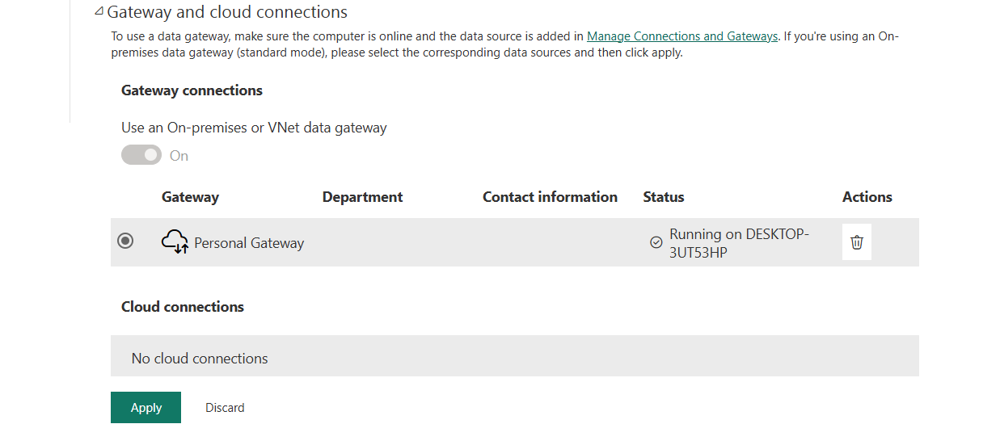 Gateway and cloud connections
To use a data gateway, make sure the computer is online and the data source is added in Manage Connections and Gateways. If you're using an On-
premises data gateway (standard mode), please select the corresponding data sources and then click apply.
Gateway connections
Use an On-premises or VNet data gateway
On
Gateway Department Contact information Status Actions
Personal Gateway Running on DESKTOP-
3UT53HP
Cloud connections
No cloud connections
Apply Discard